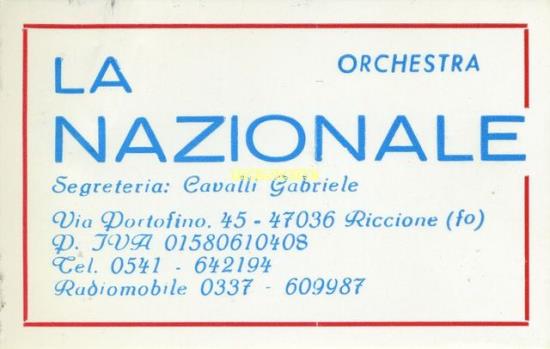 ORCHESTRA
LA
NAZIONALE
Segreteria: Cavalli Gabriele
Via Portofino. 45 - 47036 Riccione (fo)
P. IVA 01580610408
Tel. 0541 - 642194
Radiomobile 0337 - 609987